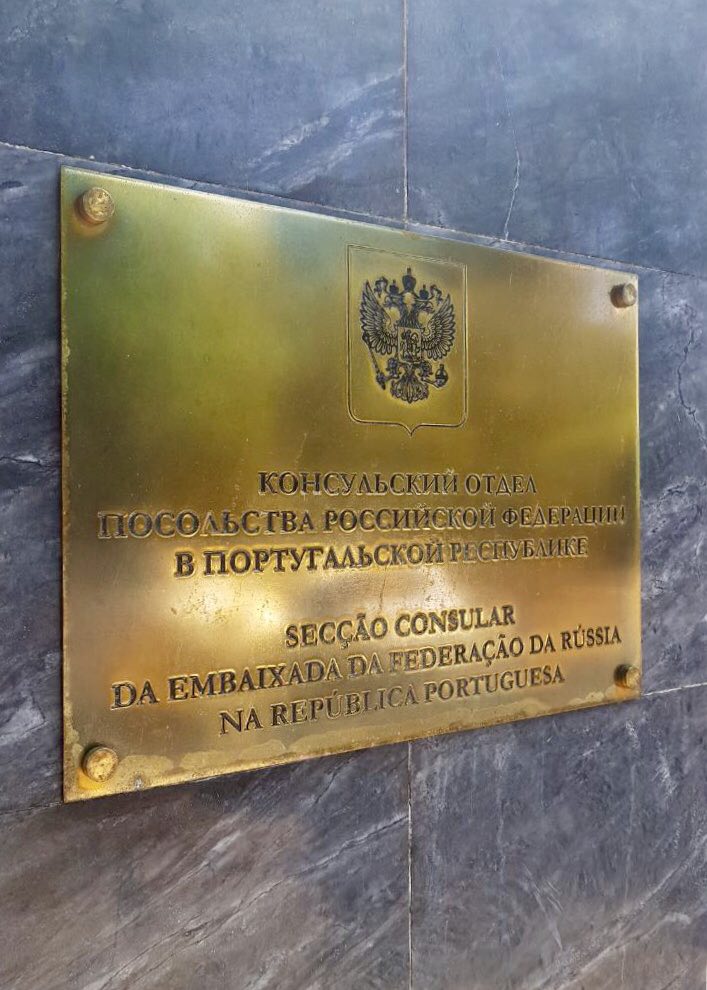 КОНСУЛЬСКИЙ ОТДЕЛ
ПОСОЛЬСТВА РОССИЙСКОЙ ФЕДЕРАЦИИ
В ПОРТУГАЛЬСКОЙ РЕСПУБЛИКЕ
SECÇÃO CONSULAR
DA EMBAIXADA DA FEDERAÇÃO DA RÚSSIA
NA REPÚBLICA PORTUGUESA